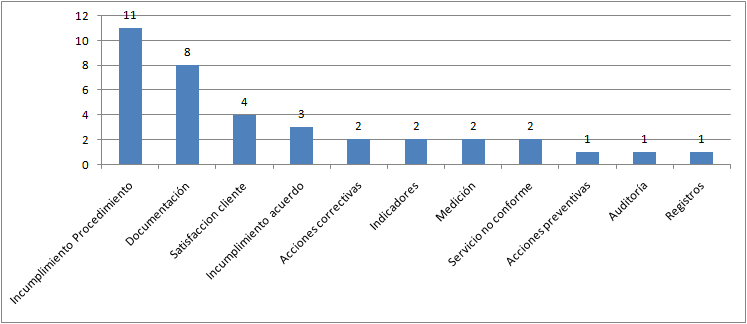 12
10
8
6
4
2
0
11
8
4
3
2
2
2
2
1
1
1
Incumplimiento Procedimiento
Documentación
Satisfaccion cliente
Incumplimiento acuerdo
Acciones correctivas
Indicadores
Medición
Servicio no conforme
Acciones preventivas
Auditoría
Registros